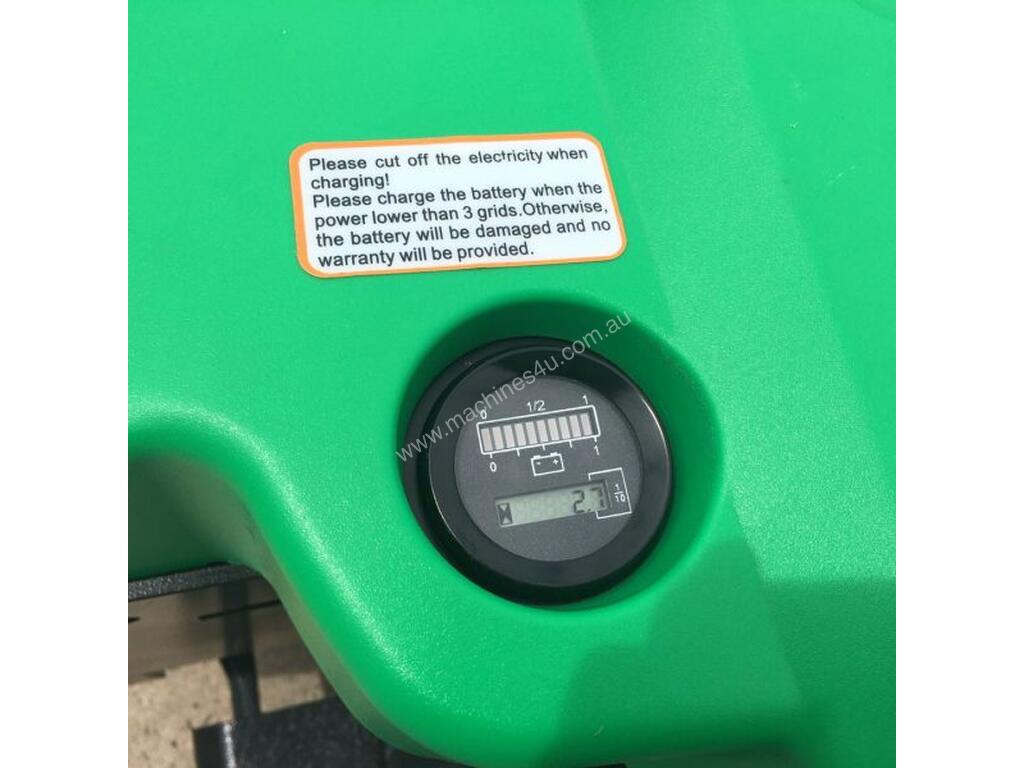 Please cut off the electricity when
charging!
Please charge the battery when the
power lower than 3 grids.Otherwise,
the battery will be damaged and no
warranty will be provided.
www.machines4u.com.au
0 1/2 1
0 1
- +
2.7
1
10